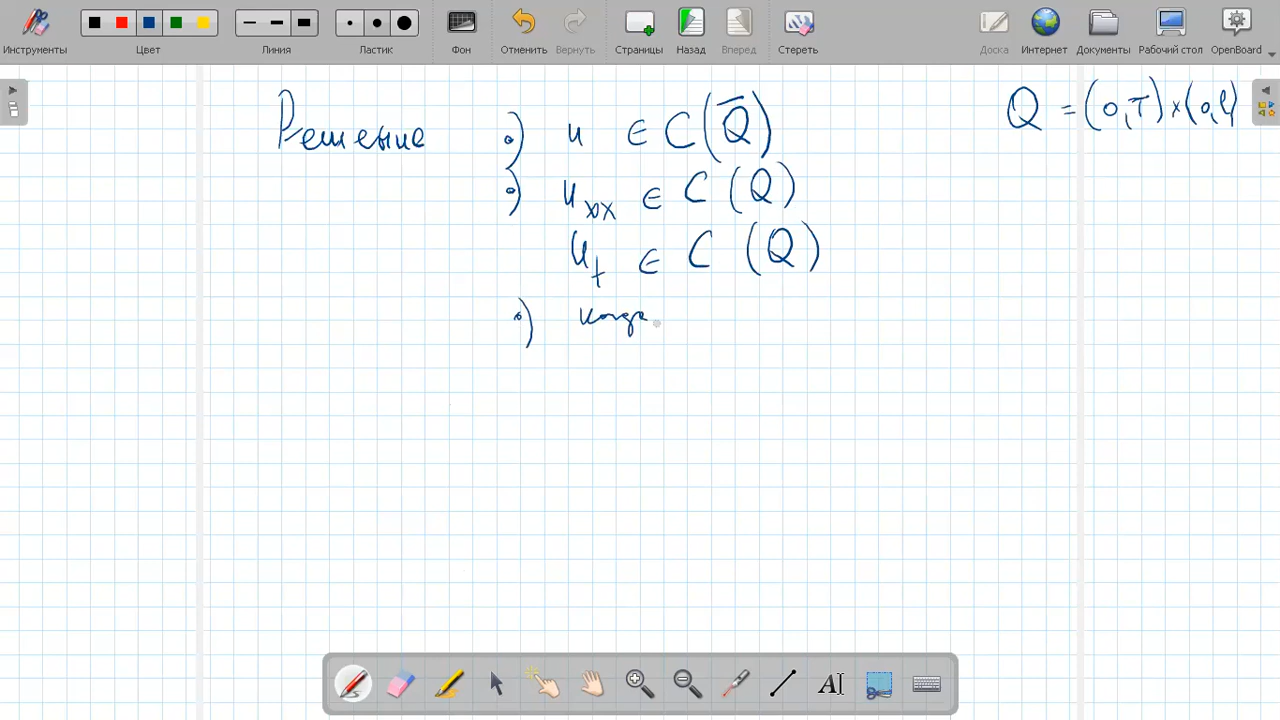 Инструменты Цвет Линия Ластик Фон Отменить Вернуть Страницы Назад Вперед Стереть Доска Интернет Документы Рабочий стол OpenBoard
Решение •) u ∈ C(Q̅) Q = (0,T)×(0,l)
•) u_xx ∈ C (Q)
u_t ∈ C (Q)
•)